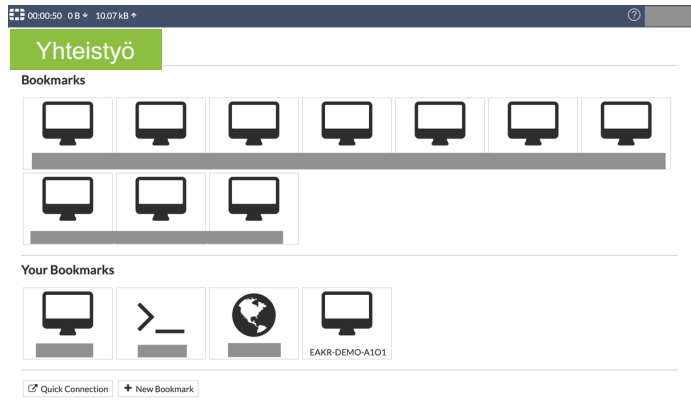 00:00:50 0 B 10.07 kB
Yhteistyö
Bookmarks
Your Bookmarks
EAKR-DEMO-A1O1
Quick Connection
New Bookmark